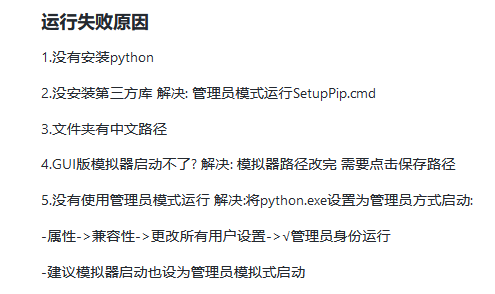 运行失败原因
1.没有安装python
2.没安装第三方库 解决: 管理员模式运行SetupPip.cmd
3.文件夹有中文路径
4.GUI版模拟器启动不了? 解决: 模拟器路径改完 需要点击保存路径
5.没有使用管理员模式运行 解决:将python.exe设置为管理员方式启动:
-属性->兼容性->更改所有用户设置->√管理员身份运行
-建议模拟器启动也设为管理员模拟式启动